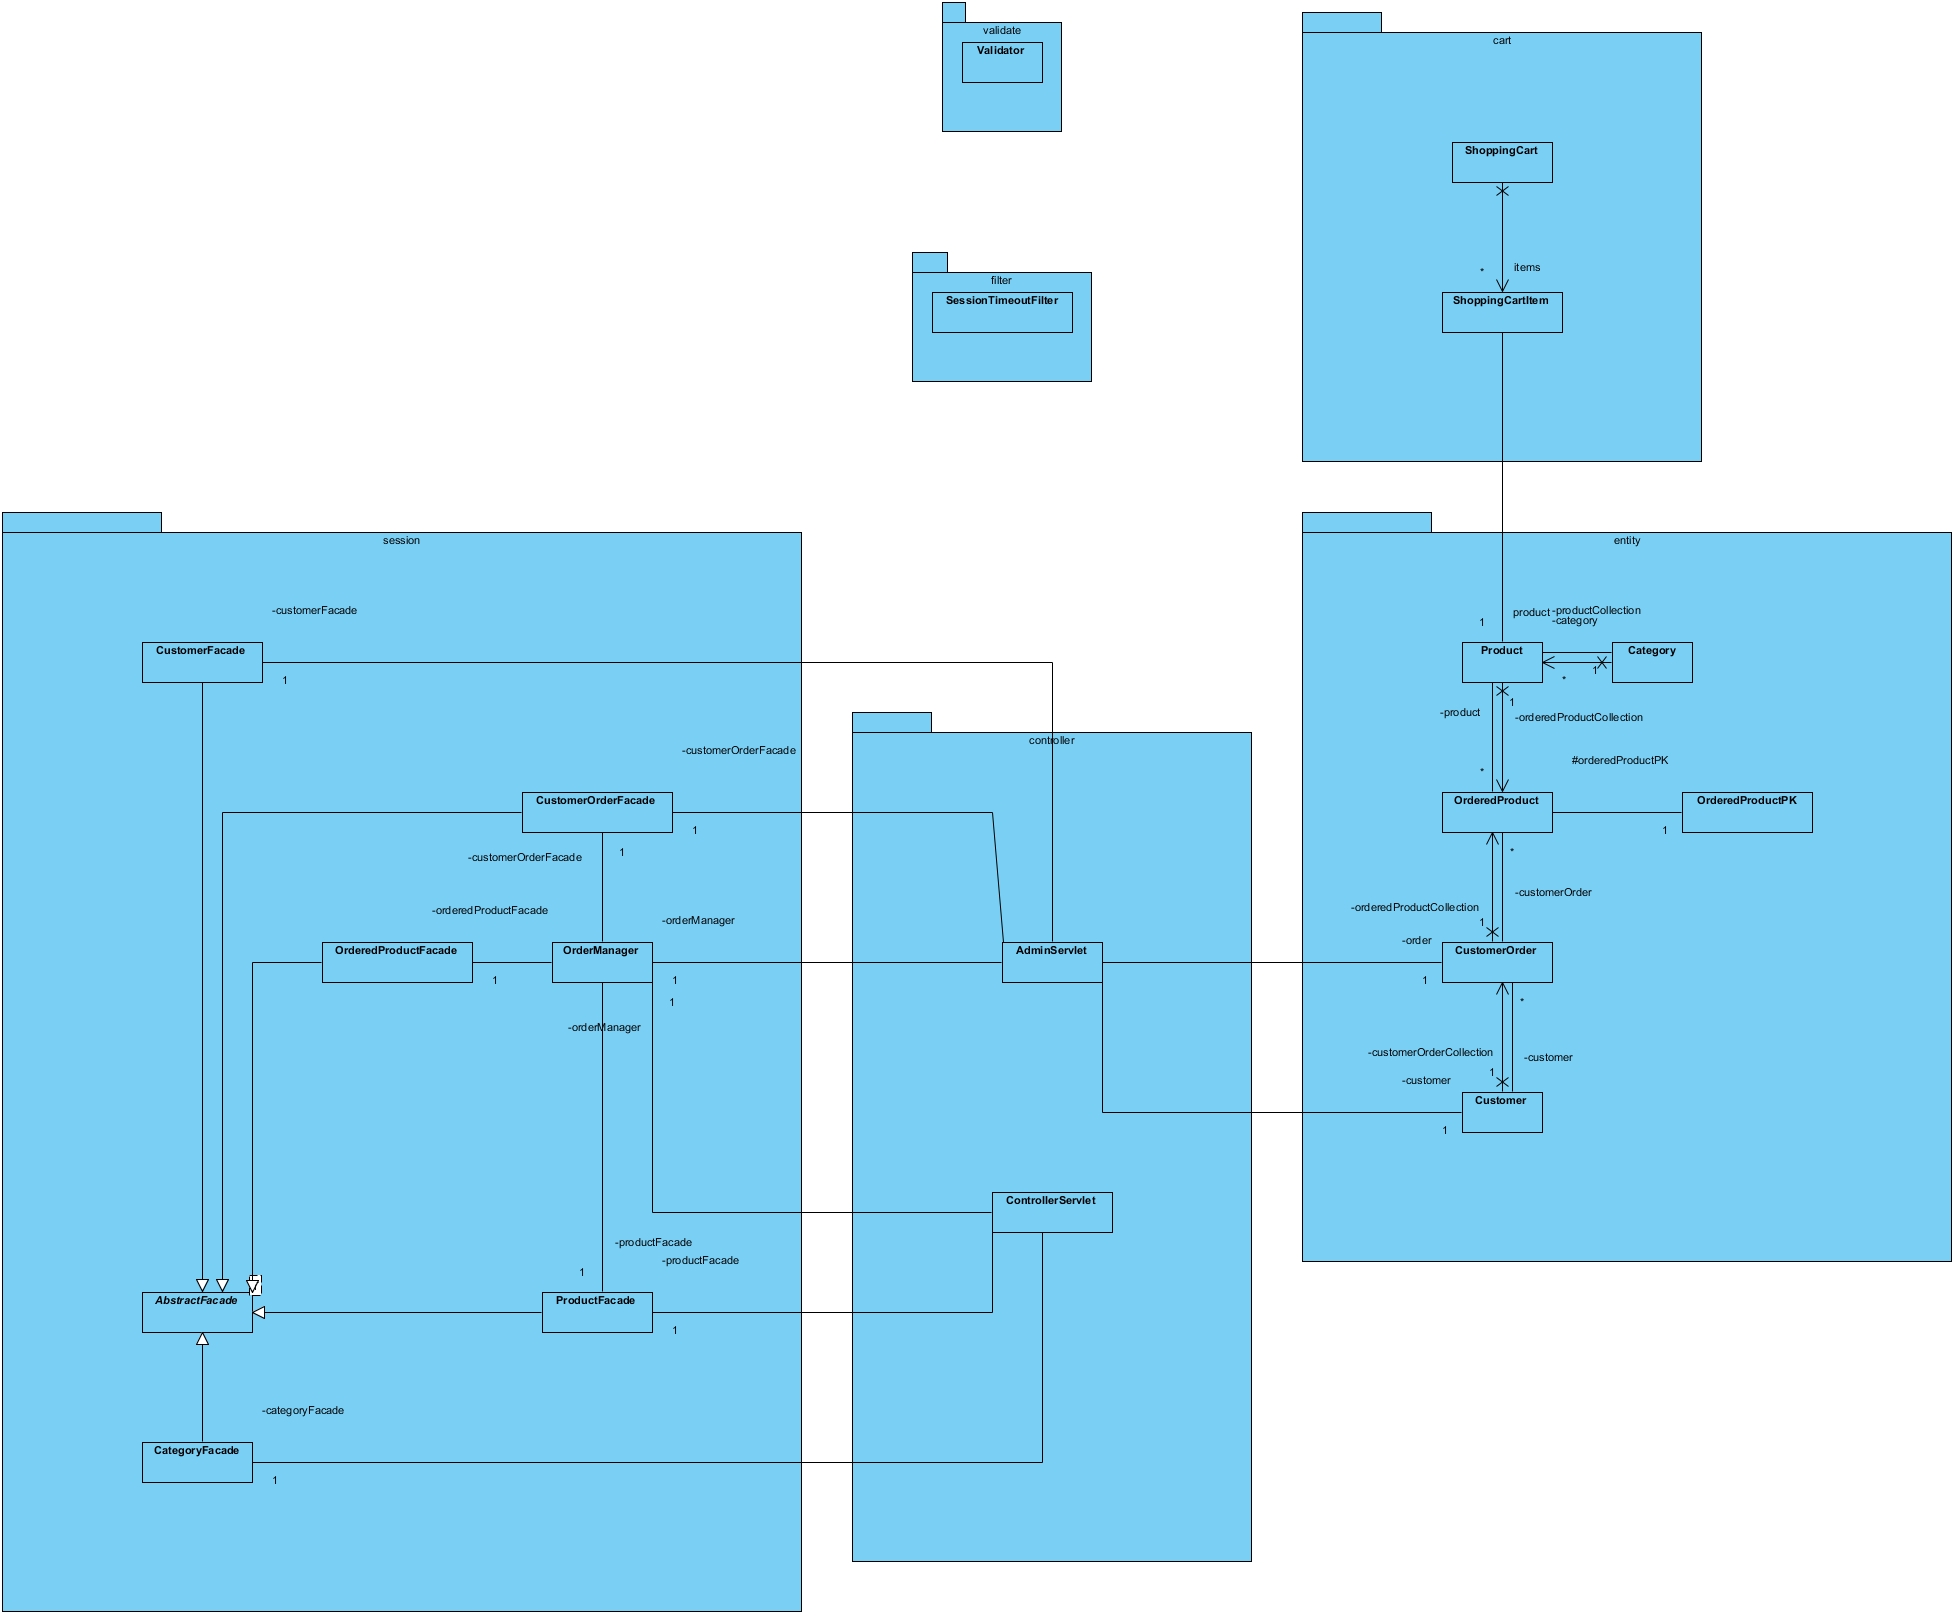 validate
Validator
cart
ShoppingCart
*
items
filter
SessionTimeoutFilter
ShoppingCartItem
session
entity
-customerFacade
product
-productCollection
-category
1
CustomerFacade
Product
Category
1
1
*
1
-product
-orderedProductCollection
controller
-customerOrderFacade
#orderedProductPK
*
CustomerOrderFacade
OrderedProduct
OrderedProductPK
1
1
1
*
-customerOrderFacade
-customerOrder
-orderedProductFacade
-orderManager
-orderedProductCollection
1
-order
OrderedProductFacade
OrderManager
AdminServlet
CustomerOrder
1
1
1
1
*
-orderManager
-customerOrderCollection
-customer
1
-customer
Customer
1
ControllerServlet
-productFacade
-productFacade
1
AbstractFacade
ProductFacade
1
-categoryFacade
CategoryFacade
1